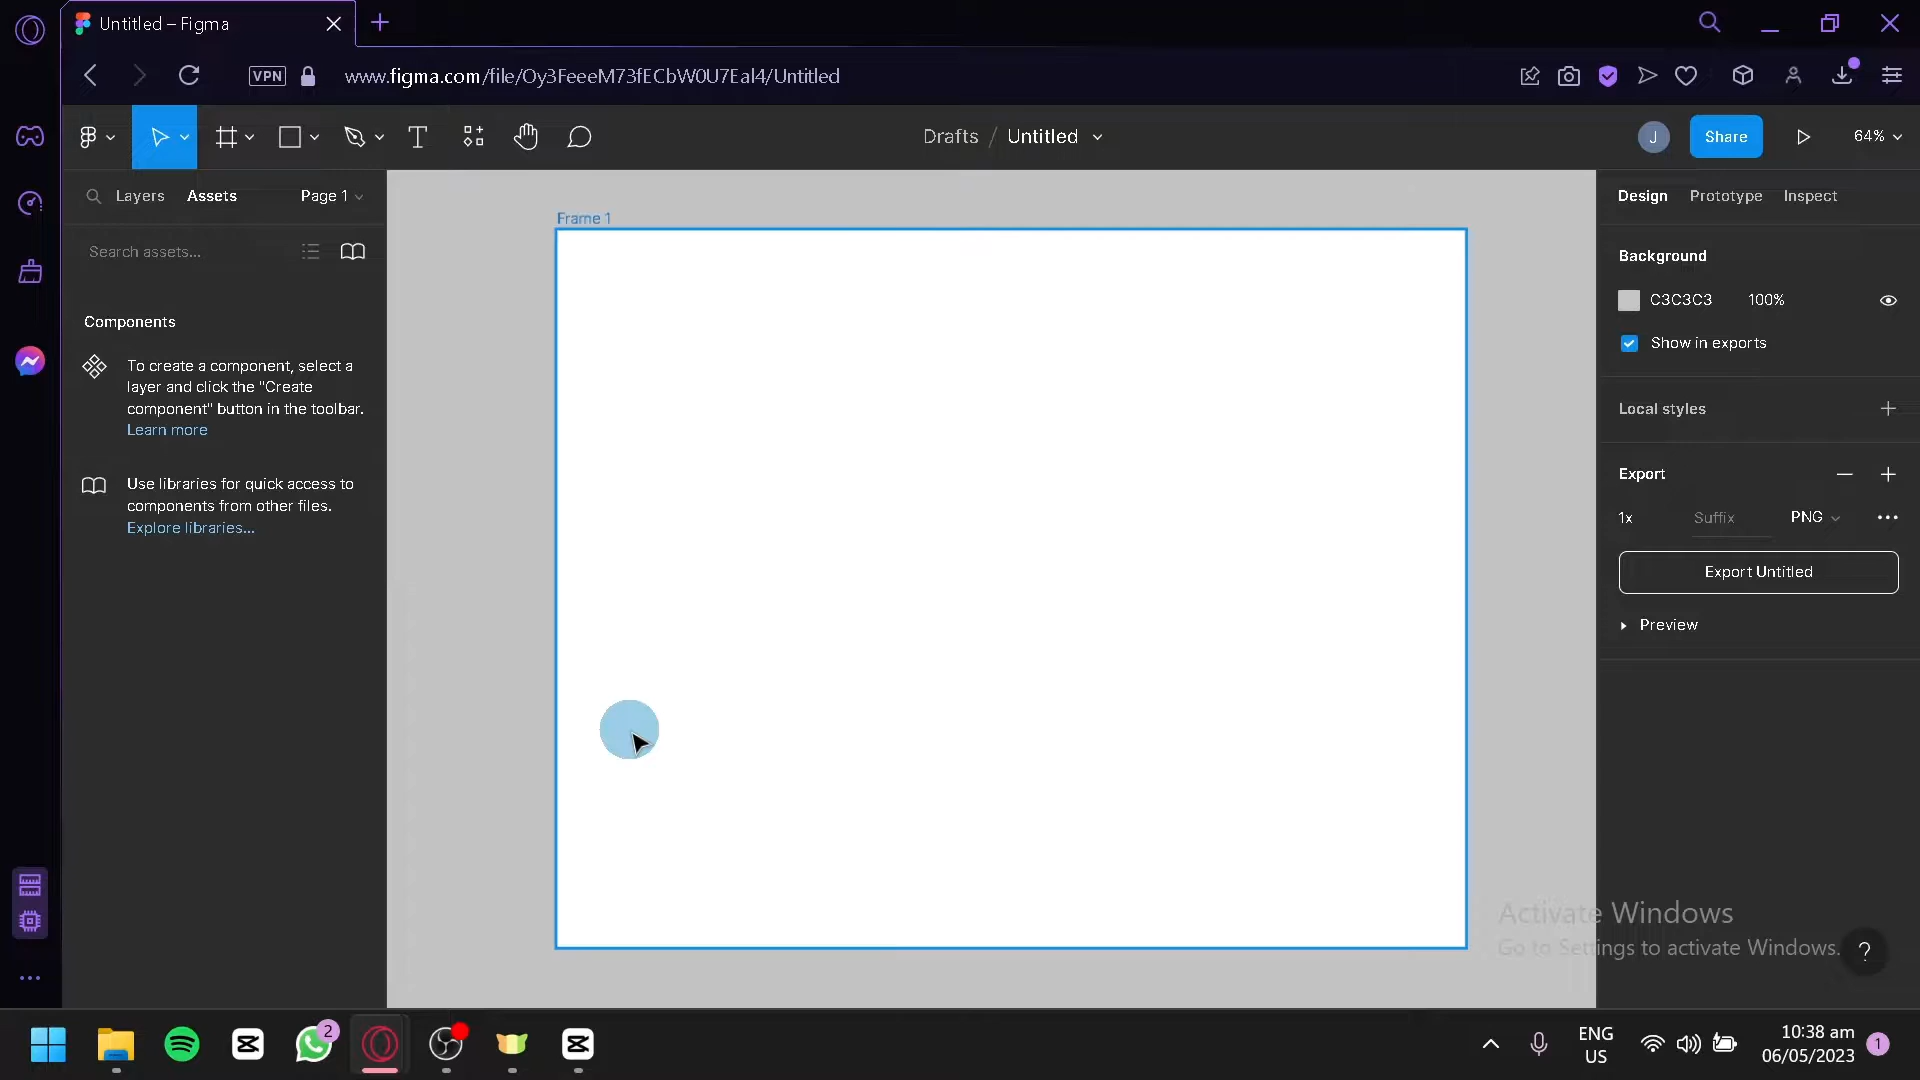 Untitled – Figma
VPN
www.figma.com/file/Oy3FeeeM73fECbW0U7Eal4/Untitled
Drafts / Untitled
J
Share
64%
Layers
Assets
Page 1
Search assets...
Components
To create a component, select a
layer and click the "Create
component" button in the toolbar.
Learn more
Use libraries for quick access to
components from other files.
Explore libraries...
Frame 1
Design
Prototype
Inspect
Background
C3C3C3
100%
Show in exports
Local styles
Export
1x
Suffix
PNG
Export Untitled
Preview
Activate Windows
Go to Settings to activate Windows.
?
2
ENG
US
10:38 am
06/05/2023
1